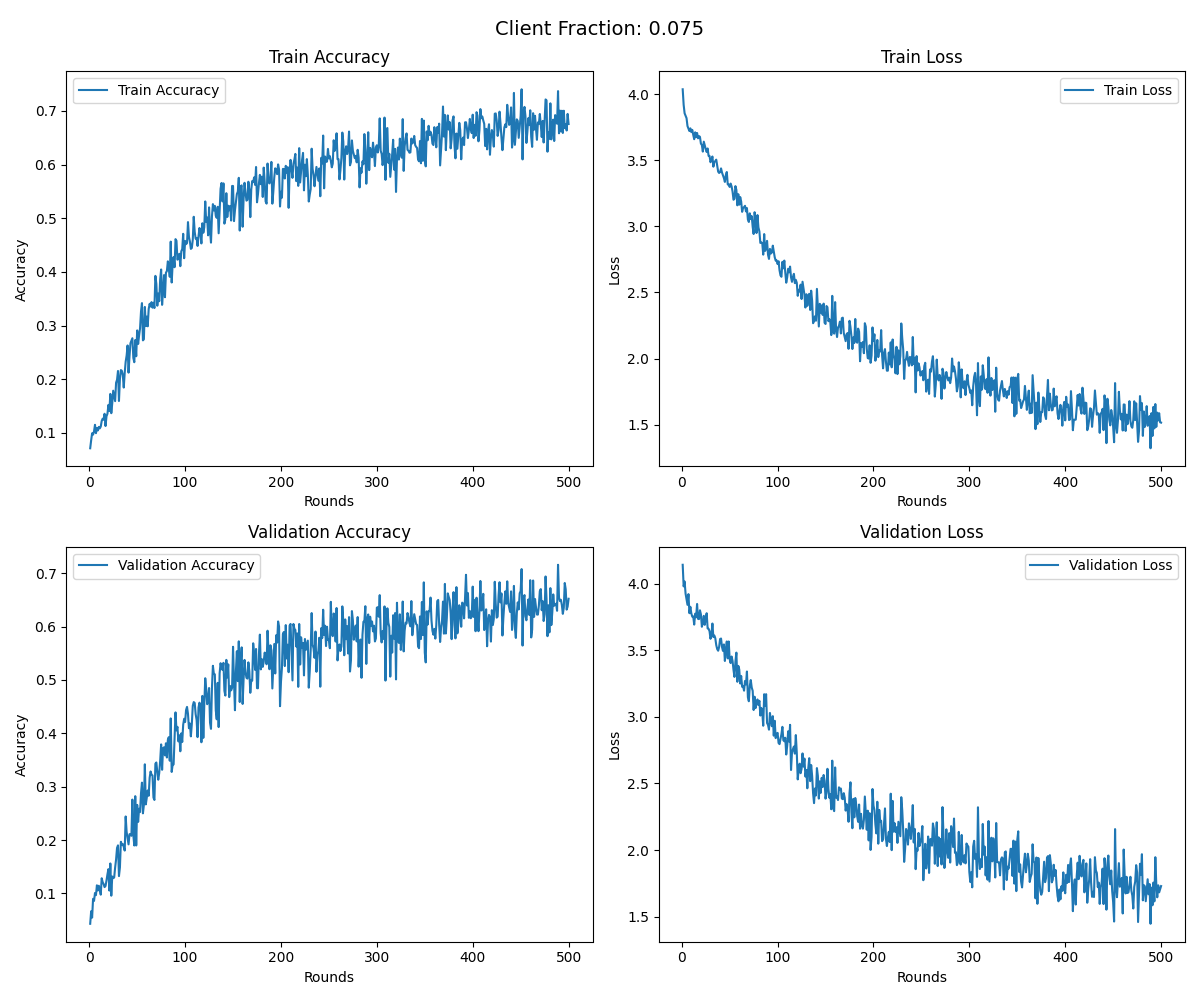 Client Fraction: 0.075
Train Accuracy
Train Accuracy
0.7
0.6
0.5
0.4
0.3
0.2
0.1
Accuracy
0 100 200 300 400 500
Rounds
Train Loss
Train Loss
4.0
3.5
3.0
2.5
2.0
1.5
Loss
0 100 200 300 400 500
Rounds
Validation Accuracy
Validation Accuracy
0.7
0.6
0.5
0.4
0.3
0.2
0.1
Accuracy
0 100 200 300 400 500
Rounds
Validation Loss
Validation Loss
4.0
3.5
3.0
2.5
2.0
1.5
Loss
0 100 200 300 400 500
Rounds